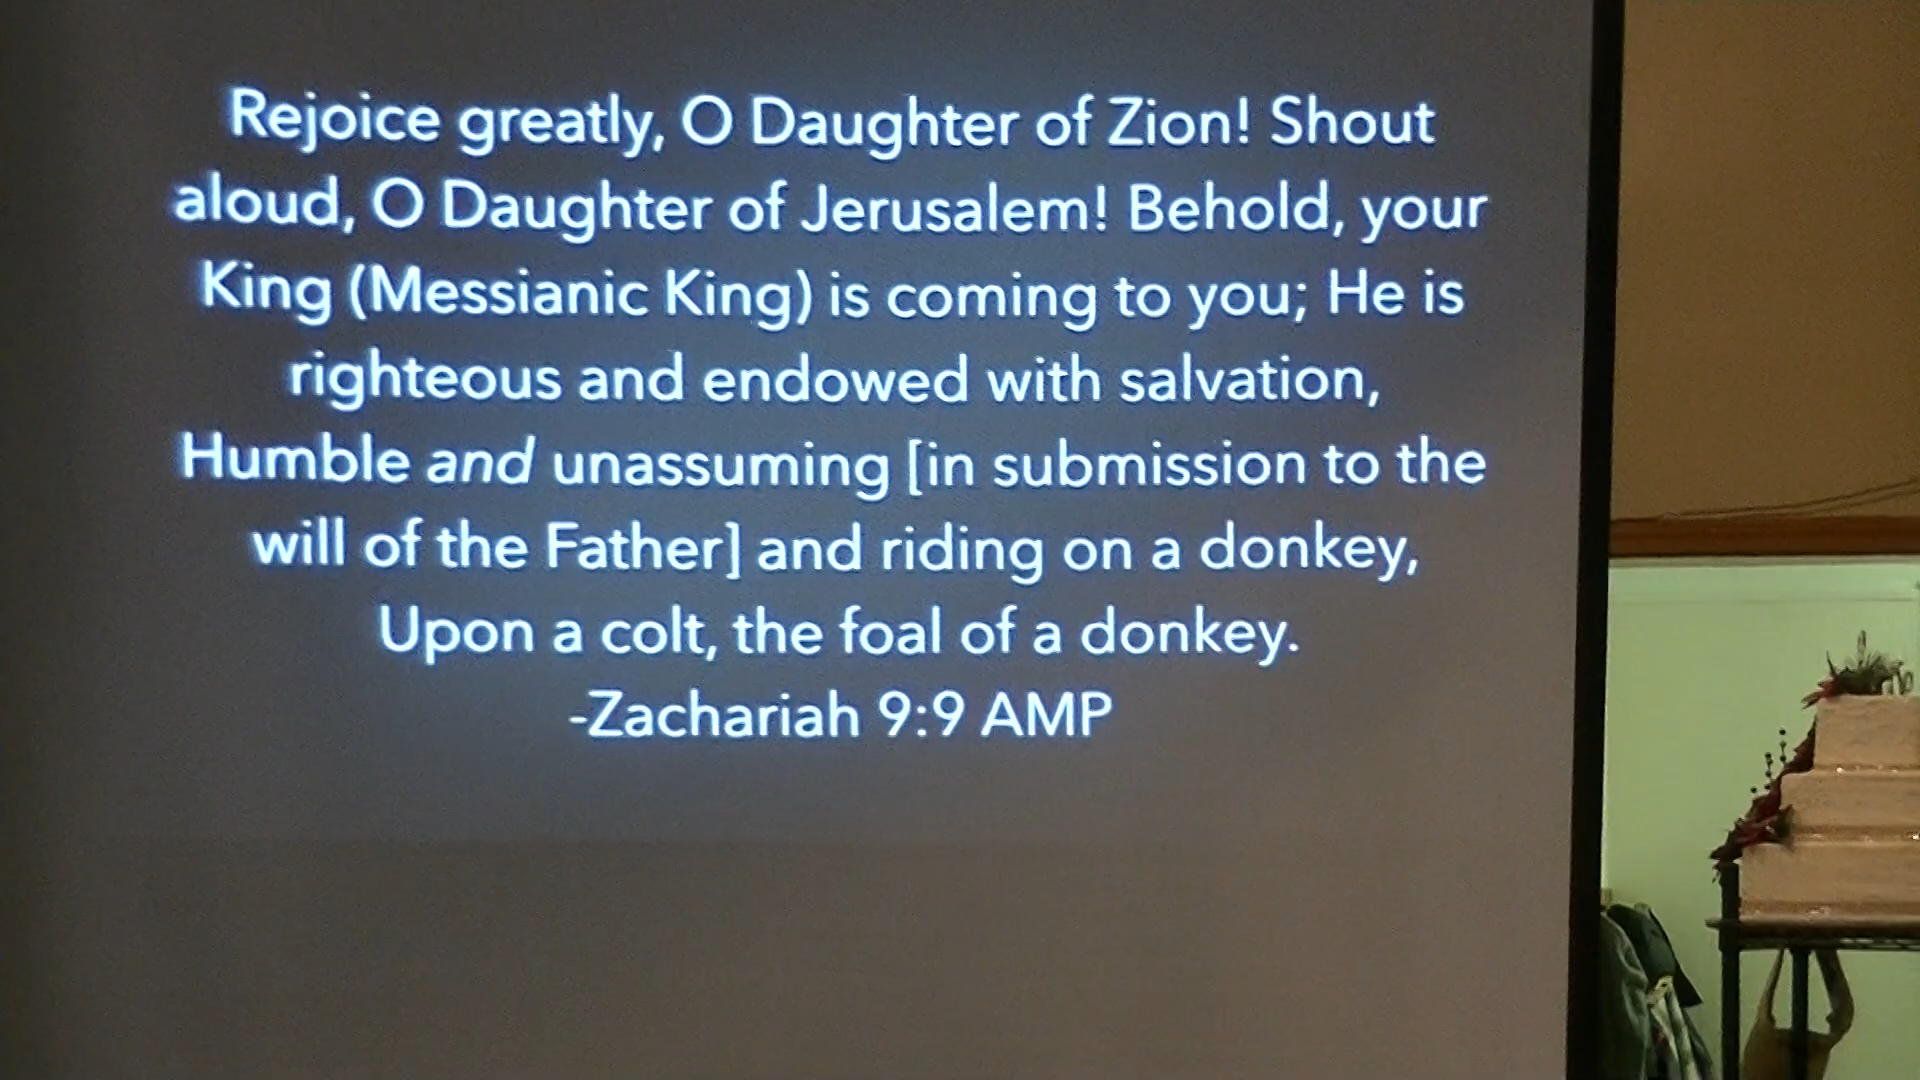 Rejoice greatly, O Daughter of Zion! Shout
aloud, O Daughter of Jerusalem! Behold, your
King (Messianic King) is coming to you; He is
righteous and endowed with salvation,
Humble and unassuming [in submission to the
will of the Father] and riding on a donkey,
Upon a colt, the foal of a donkey.
-Zachariah 9:9 AMP